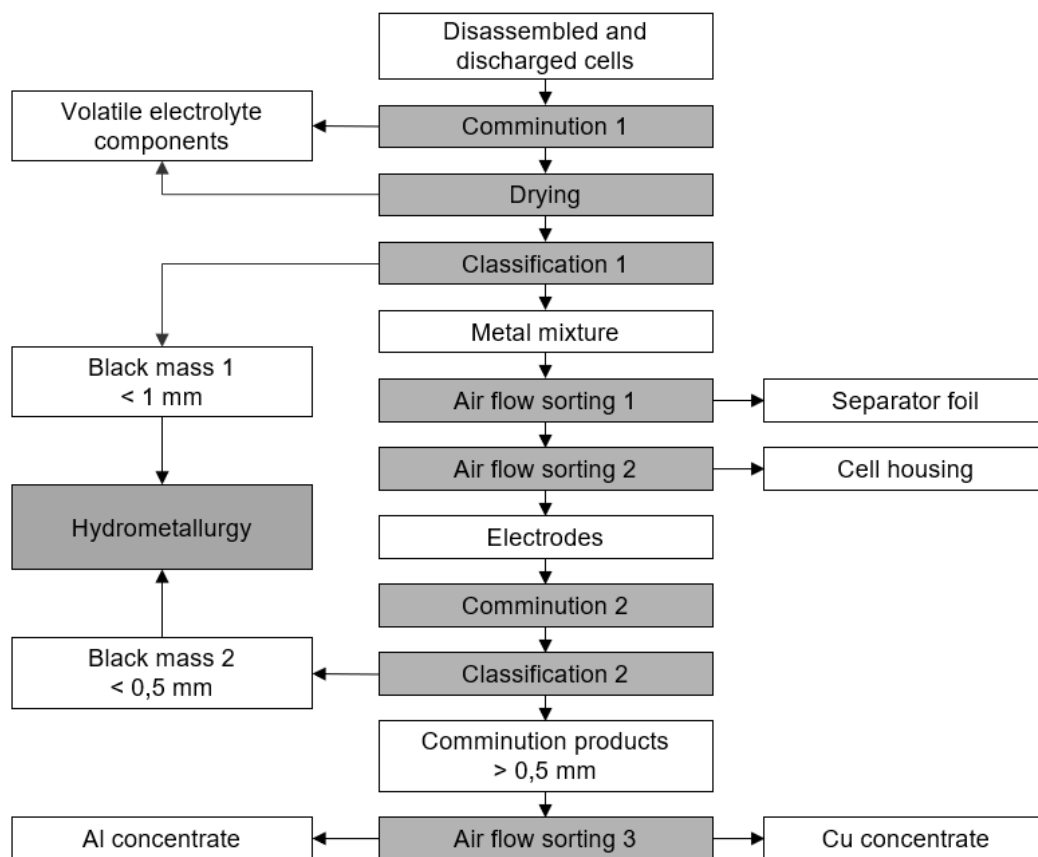 Disassembled and
discharged cells
Volatile electrolyte
components
Comminution 1
Drying
Classification 1
Metal mixture
Black mass 1
< 1 mm
Air flow sorting 1
Separator foil
Air flow sorting 2
Cell housing
Hydrometallurgy
Electrodes
Comminution 2
Black mass 2
< 0,5 mm
Classification 2
Comminution products
> 0,5 mm
Al concentrate
Air flow sorting 3
Cu concentrate